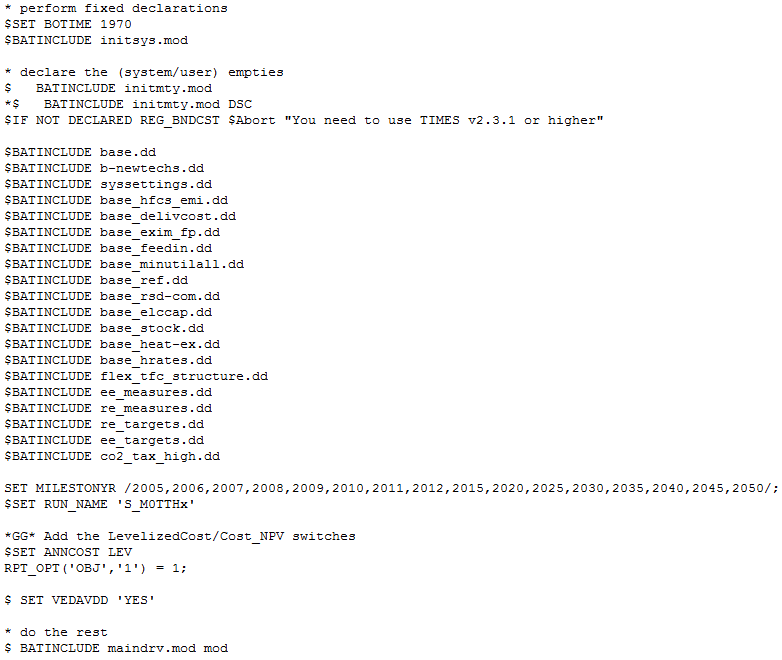 * perform fixed declarations
$SET BOTIME 1970
$BATINCLUDE initsys.mod
* declare the (system/user) empties
$   BATINCLUDE initmty.mod
*$   BATINCLUDE initmty.mod DSC
$IF NOT DECLARED REG_BNDCST $Abort "You need to use TIMES v2.3.1 or higher"
$BATINCLUDE base.dd
$BATINCLUDE b-newtechs.dd
$BATINCLUDE syssettings.dd
$BATINCLUDE base_hfcs_emi.dd
$BATINCLUDE base_delivcost.dd
$BATINCLUDE base_exim_fp.dd
$BATINCLUDE base_feedin.dd
$BATINCLUDE base_minutilall.dd
$BATINCLUDE base_ref.dd
$BATINCLUDE base_rsd-com.dd
$BATINCLUDE base_elccap.dd
$BATINCLUDE base_stock.dd
$BATINCLUDE base_heat-ex.dd
$BATINCLUDE base_hrates.dd
$BATINCLUDE flex_tfc_structure.dd
$BATINCLUDE ee_measures.dd
$BATINCLUDE re_measures.dd
$BATINCLUDE re_targets.dd
$BATINCLUDE ee_targets.dd
$BATINCLUDE co2_tax_high.dd
SET MILESTONYR /2005,2006,2007,2008,2009,2010,2011,2012,2015,2020,2025,2030,2035,2040,2045,2050/;
$SET RUN_NAME 'S_M0TTHx'
*GG* Add the LevelizedCost/Cost_NPV switches
$SET ANNCOST LEV
RPT_OPT('OBJ','1') = 1;
$ SET VEDAVDD 'YES'
* do the rest
$ BATINCLUDE maindrv.mod mod